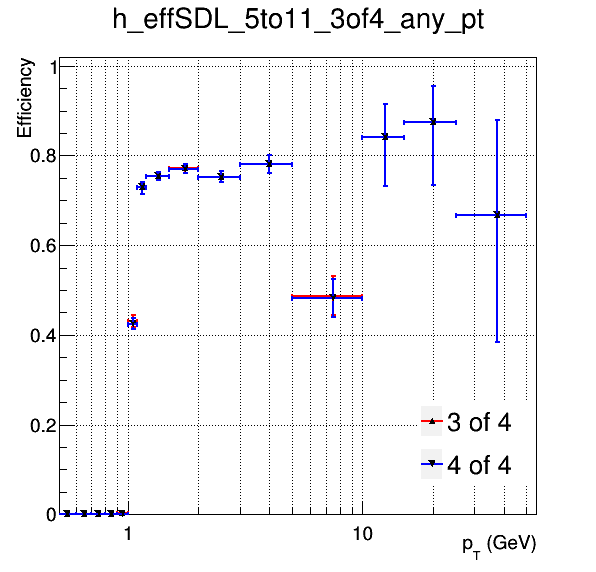 h_effSDL_5to11_3of4_any_pt
Efficiency
1
0.8
0.6
0.4
0.2
0
3 of 4
4 of 4
1
10
p_T (GeV)